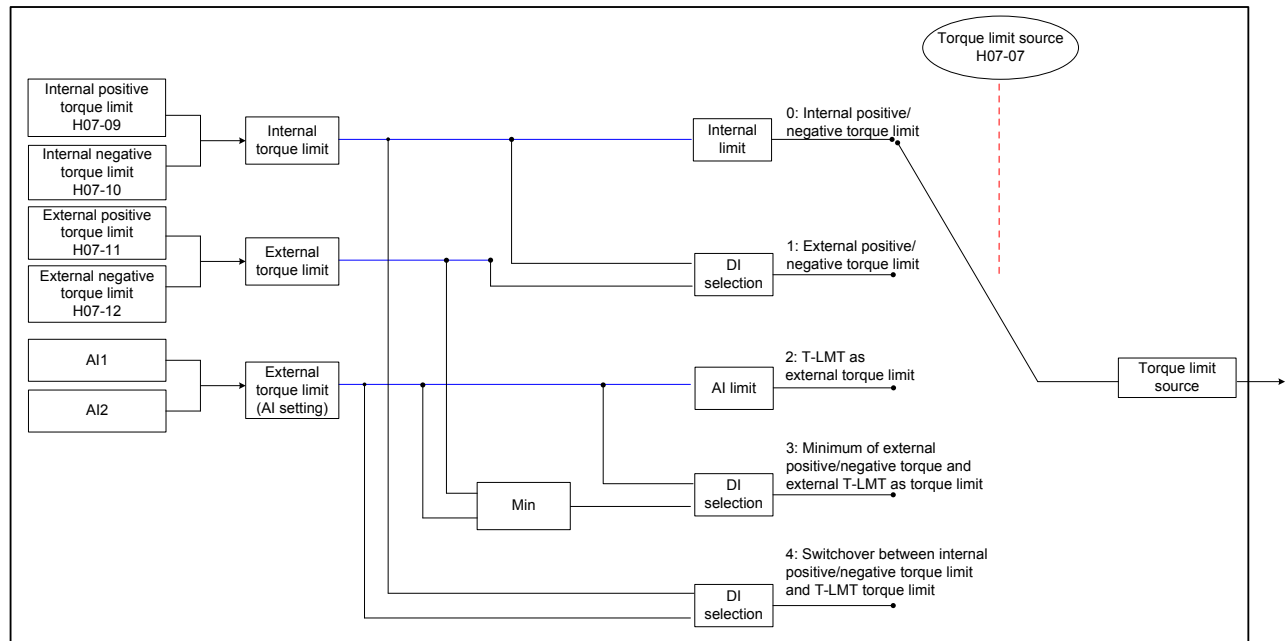 Torque limit source
H07-07
Internal positive
torque limit
H07-09
Internal negative
torque limit
H07-10
External positive
torque limit
H07-11
External negative
torque limit
H07-12
AI1
AI2
Internal
torque limit
External
torque limit
External
torque limit
(AI setting)
Min
Internal
limit
DI
selection
AI limit
DI
selection
DI
selection
0: Internal positive/
negative torque limit
1: External positive/
negative torque limit
2: T-LMT as
external torque limit
3: Minimum of external
positive/negative torque and
external T-LMT as torque limit
4: Switchover between internal
positive/negative torque limit
and T-LMT torque limit
Torque limit
source